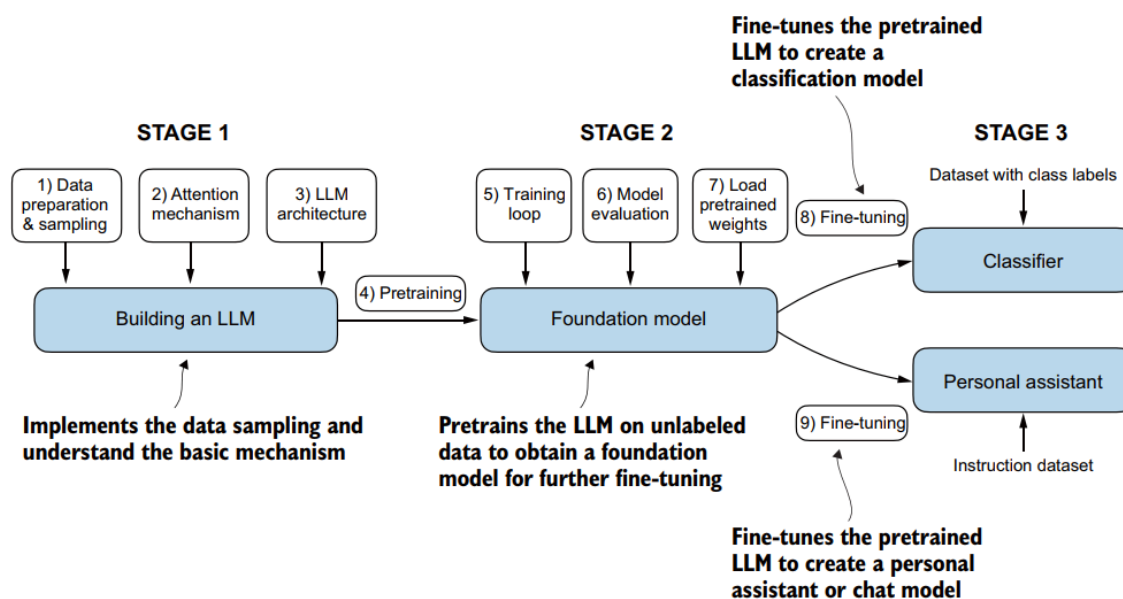 Fine-tunes the pretrained
LLM to create a
classification model
STAGE 1
STAGE 2
STAGE 3
1) Data
preparation
& sampling
2) Attention
mechanism
3) LLM
architecture
4) Pretraining
Building an LLM
Implements the data sampling and
understand the basic mechanism
5) Training
loop
6) Model
evaluation
7) Load
pretrained
weights
Foundation model
Pretrains the LLM on unlabeled
data to obtain a foundation
model for further fine-tuning
8) Fine-tuning
Dataset with class labels
Classifier
Personal assistant
9) Fine-tuning
Instruction dataset
Fine-tunes the pretrained
LLM to create a personal
assistant or chat model